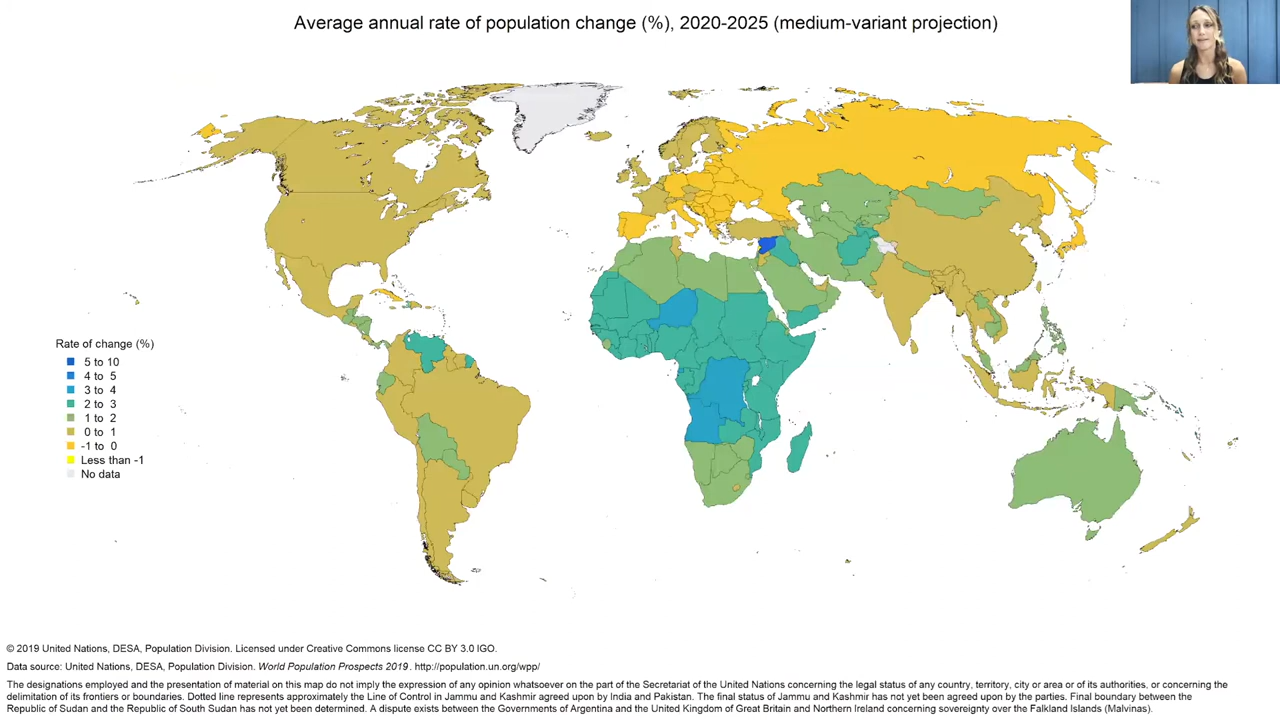 Average annual rate of population change (%), 2020-2025 (medium-variant projection)
Rate of change (%)
5 to 10
4 to 5
3 to 4
2 to 3
1 to 2
0 to 1
-1 to 0
Less than -1
No data
© 2019 United Nations, DESA, Population Division. Licensed under Creative Commons license CC BY 3.0 IGO.
Data source: United Nations, DESA, Population Division. World Population Prospects 2019. http://population.un.org/wpp/
The designations employed and the presentation of material on this map do not imply the expression of any opinion whatsoever on the part of the Secretariat of the United Nations concerning the legal status of any country, territory, city or area or of its authorities, or concerning the
delimitation of its frontiers or boundaries. Dotted line represents approximately the Line of Control in Jammu and Kashmir agreed upon by India and Pakistan. The final status of Jammu and Kashmir has not yet been agreed upon by the parties. Final boundary between the
Republic of Sudan and the Republic of South Sudan has not yet been determined. A dispute exists between the Governments of Argentina and the United Kingdom of Great Britain and Northern Ireland concerning sovereignty over the Falkland Islands (Malvinas).